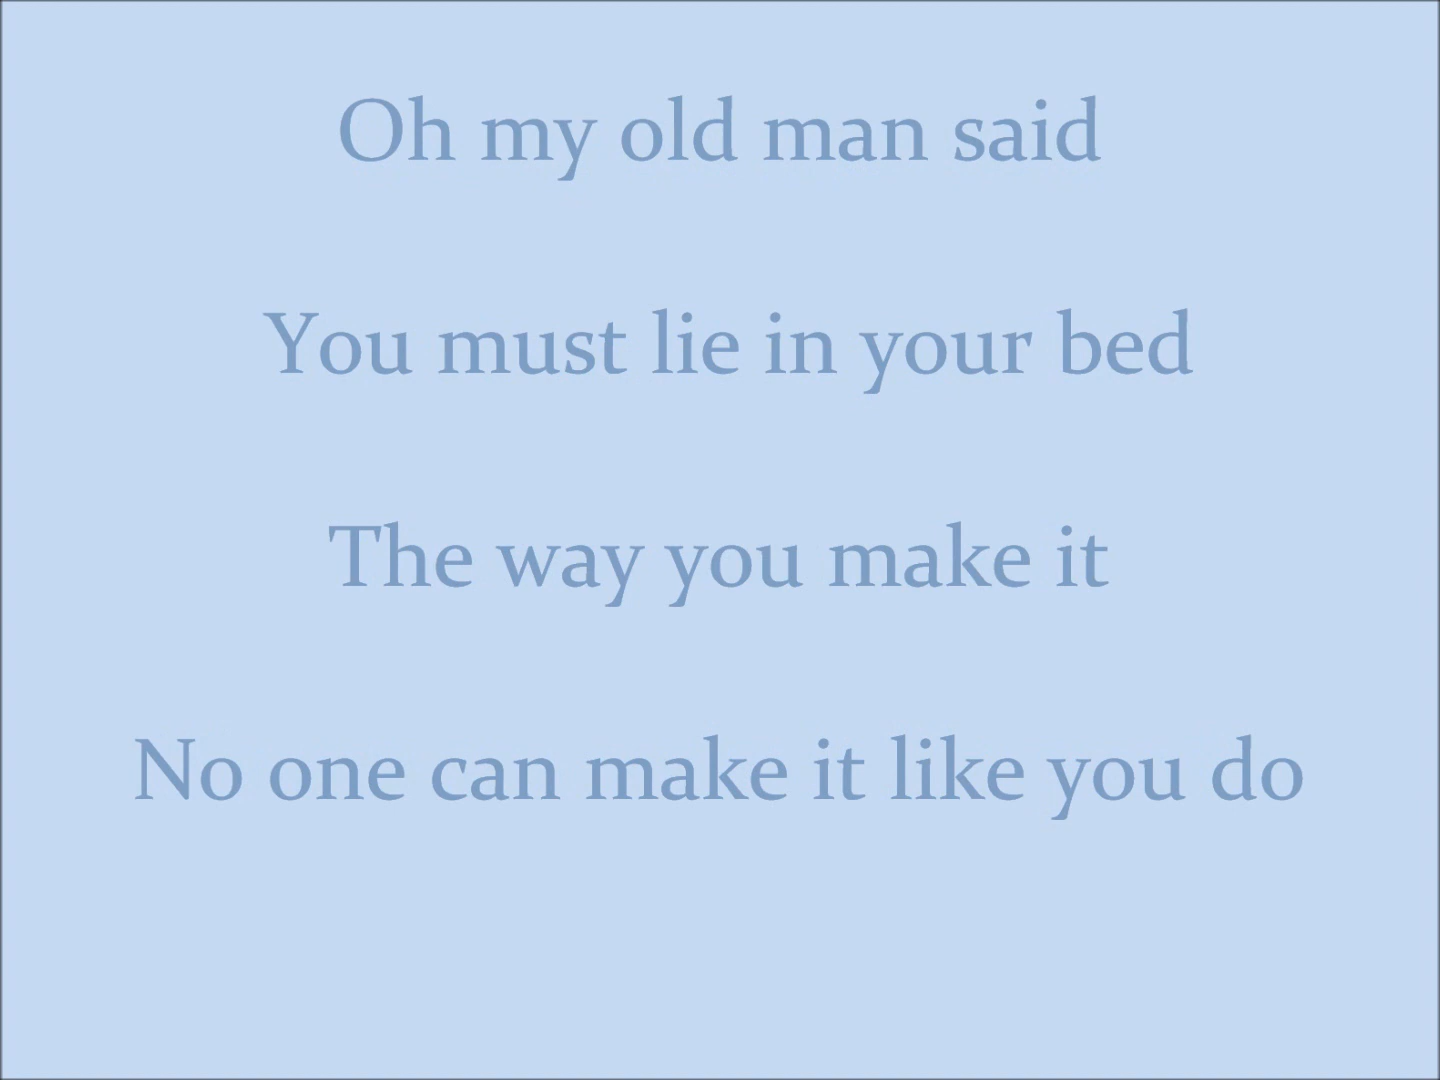 Oh my old man said
You must lie in your bed
The way you make it
No one can make it like you do